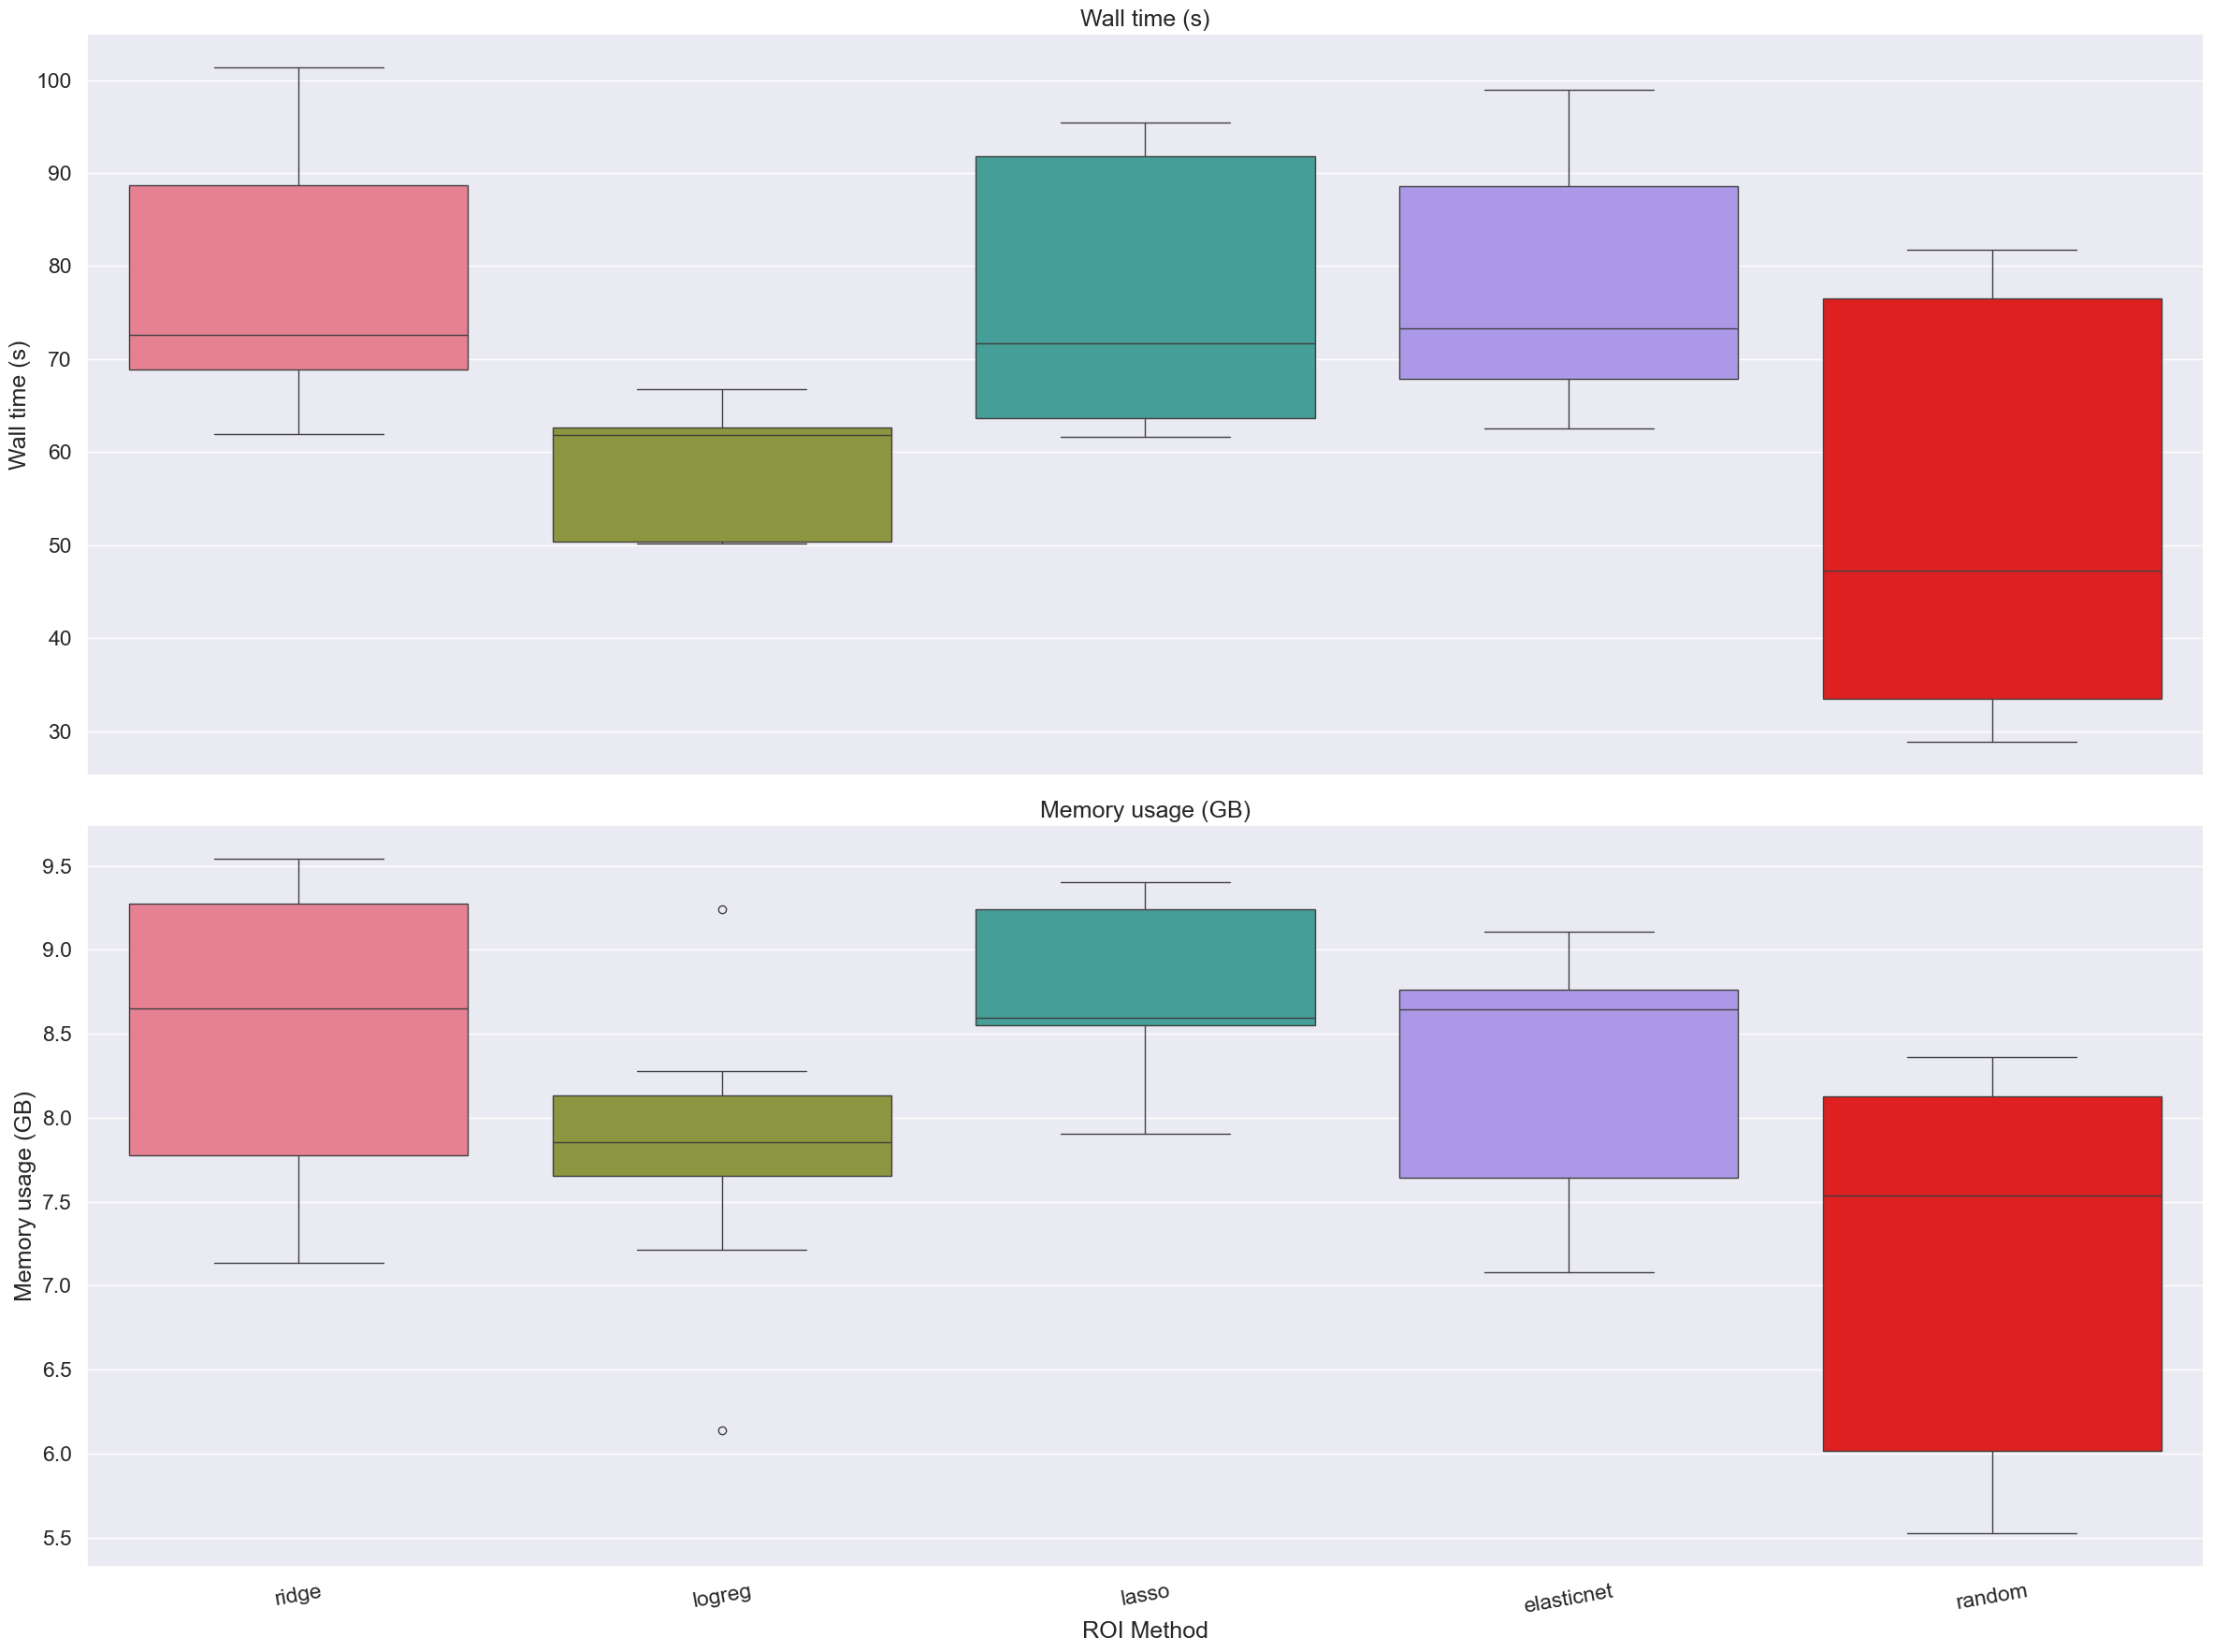 Wall time (s)
Wall time (s)
100
90
80
70
60
50
40
30
Memory usage (GB)
Memory usage (GB)
9.5
9.0
8.5
8.0
7.5
7.0
6.5
6.0
5.5
ridge
logreg
lasso
elasticnet
random
ROI Method